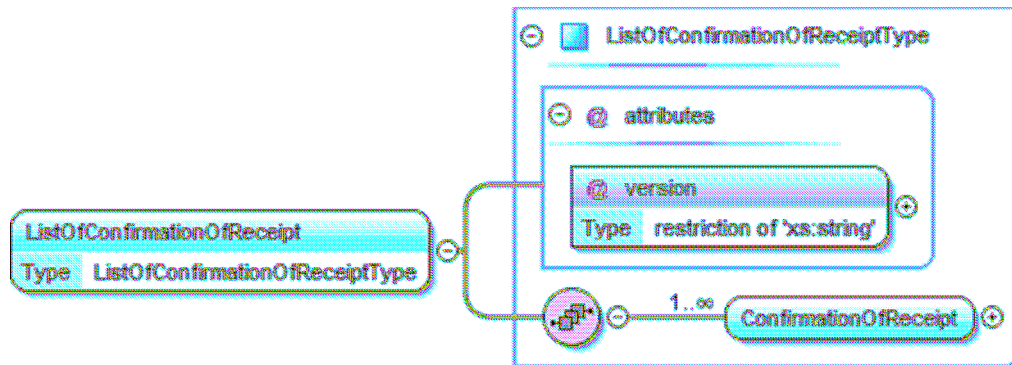 ListOfConfirmationOfReceiptType
@ attributes
@ version
Type restriction of 'xs:string'
ListOfConfirmationOfReceipt
Type ListOfConfirmationOfReceiptType
1..∞
ConfirmationOfReceipt